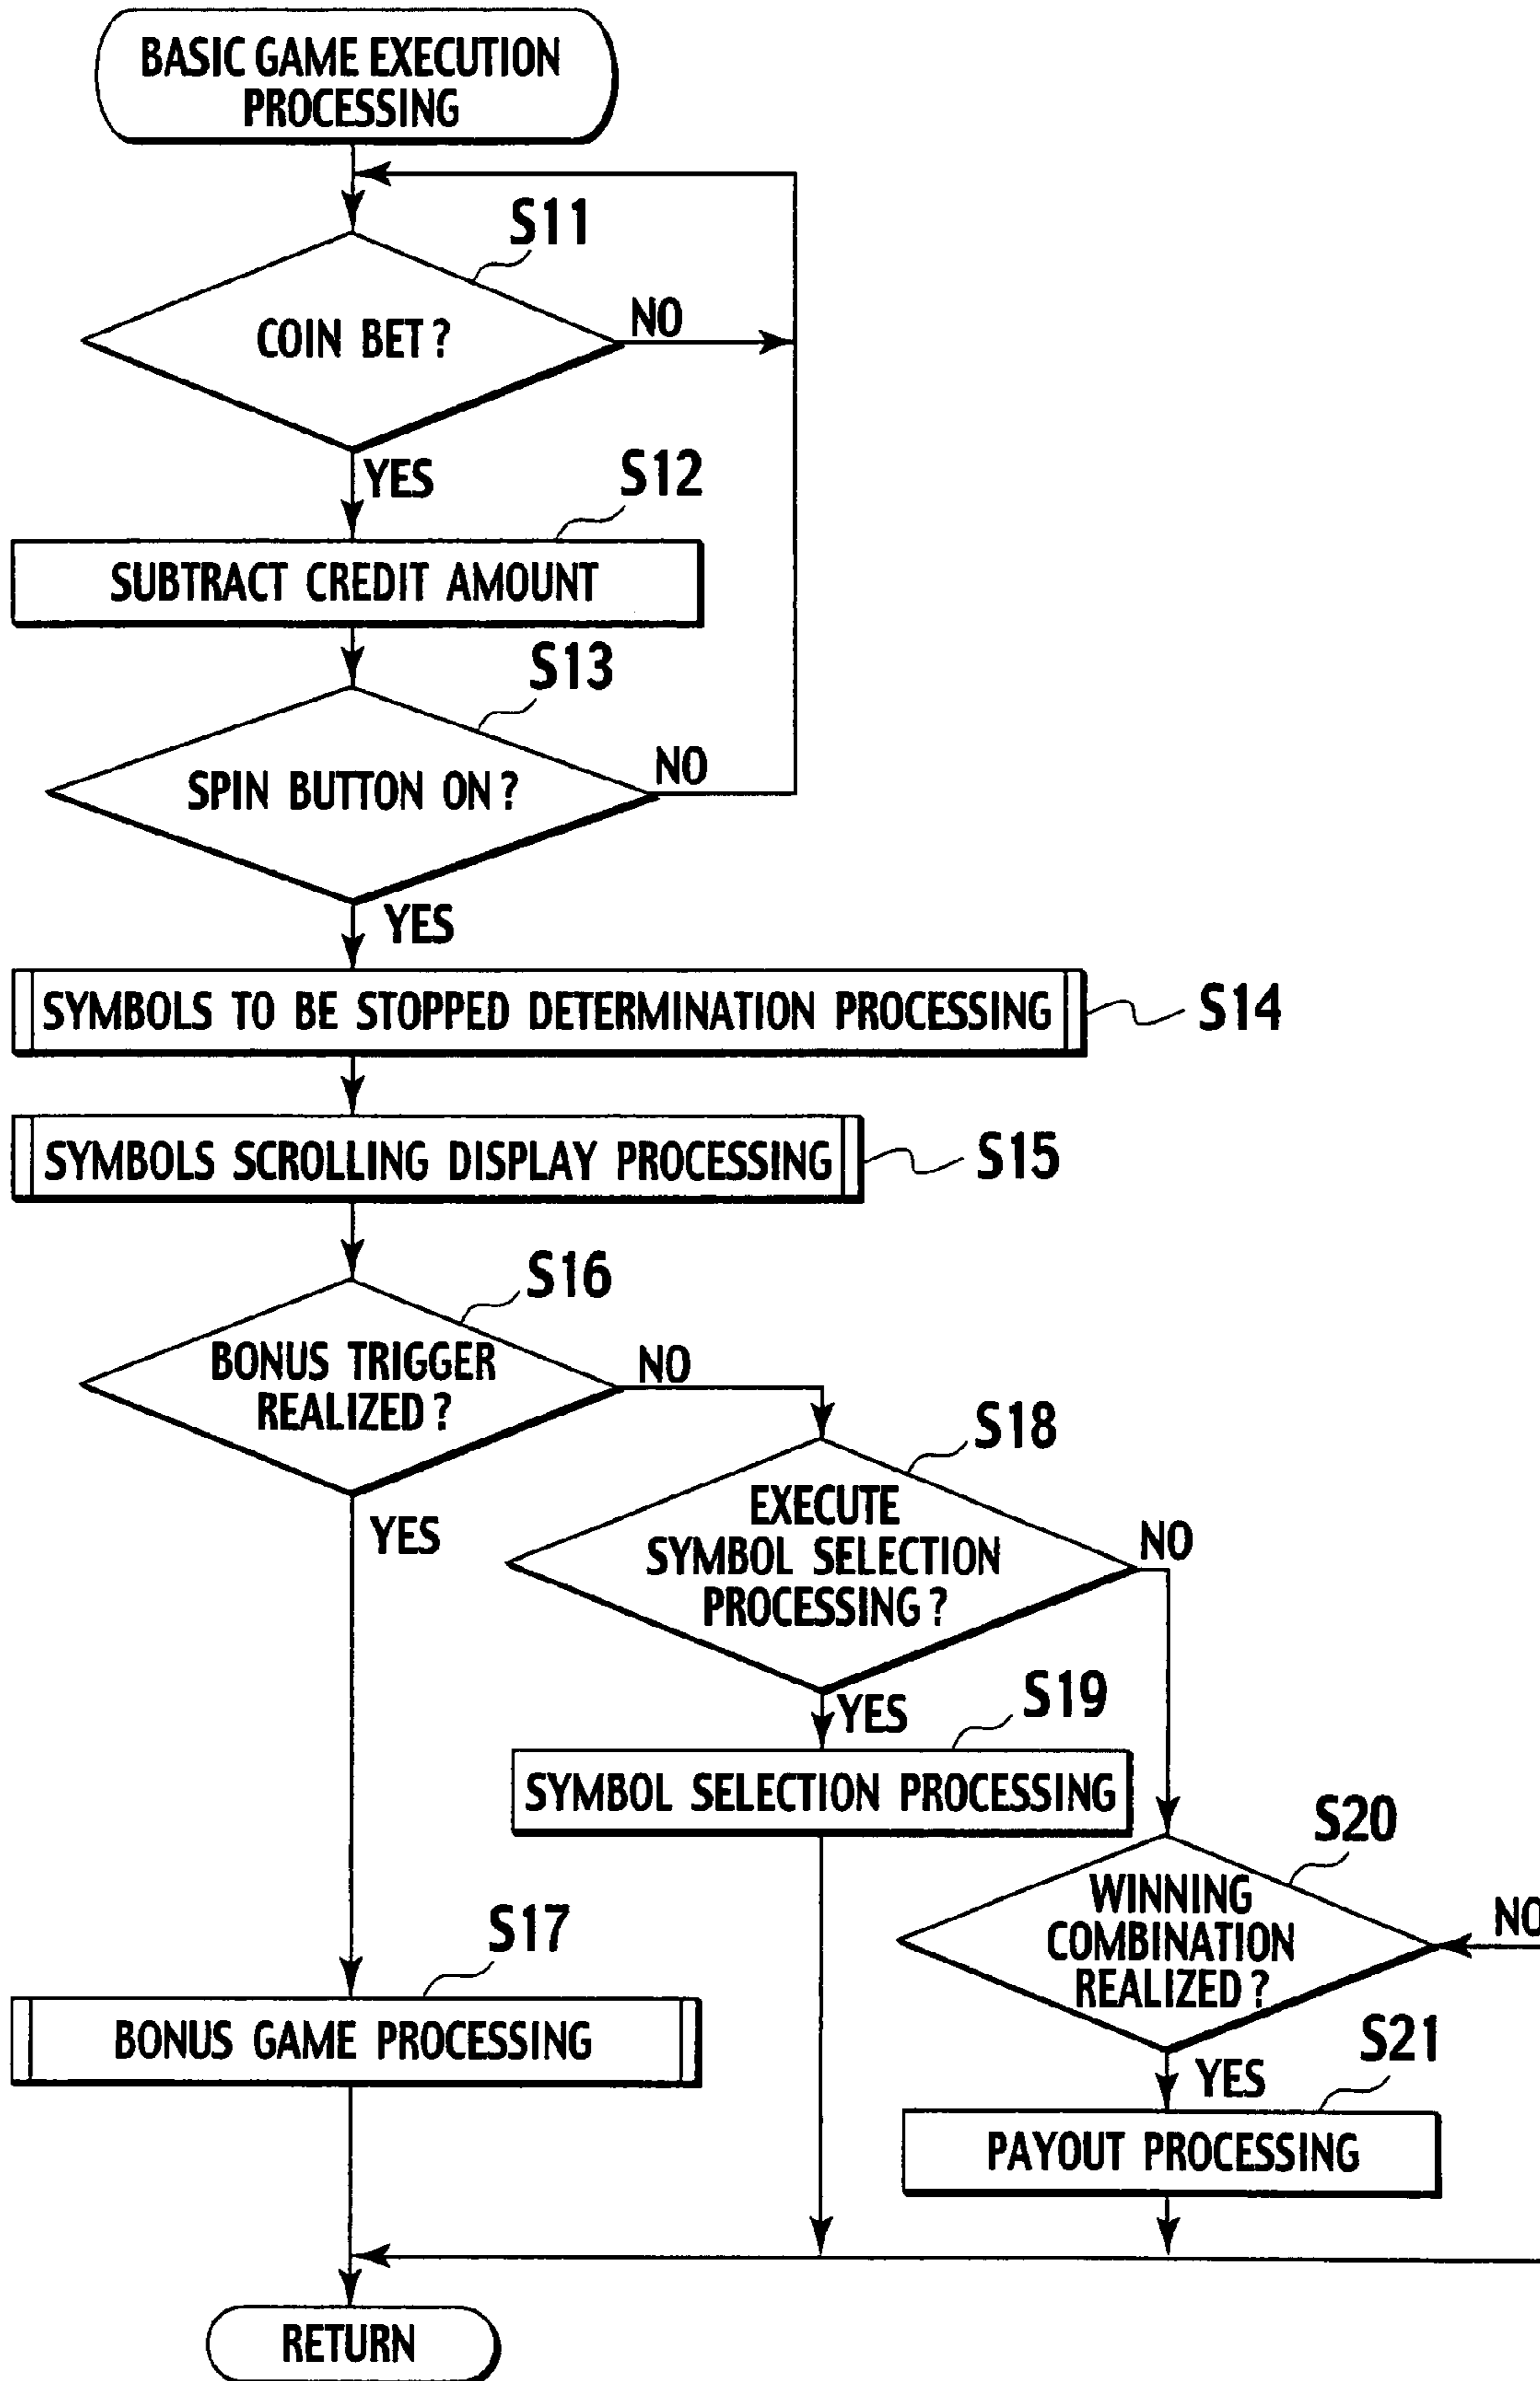 BASIC GAME EXECUTION
PROCESSING
S11
COIN BET?
NO
YES
S12
SUBTRACT CREDIT AMOUNT
S13
SPIN BUTTON ON?
NO
YES
SYMBOLS TO BE STOPPED DETERMINATION PROCESSING
S14
SYMBOLS SCROLLING DISPLAY PROCESSING
S15
S16
BONUS TRIGGER
REALIZED?
NO
YES
S18
EXECUTE
SYMBOL SELECTION
PROCESSING?
NO
YES
S19
SYMBOL SELECTION PROCESSING
S20
WINNING
COMBINATION
REALIZED?
NO
YES
S17
BONUS GAME PROCESSING
S21
PAYOUT PROCESSING
RETURN